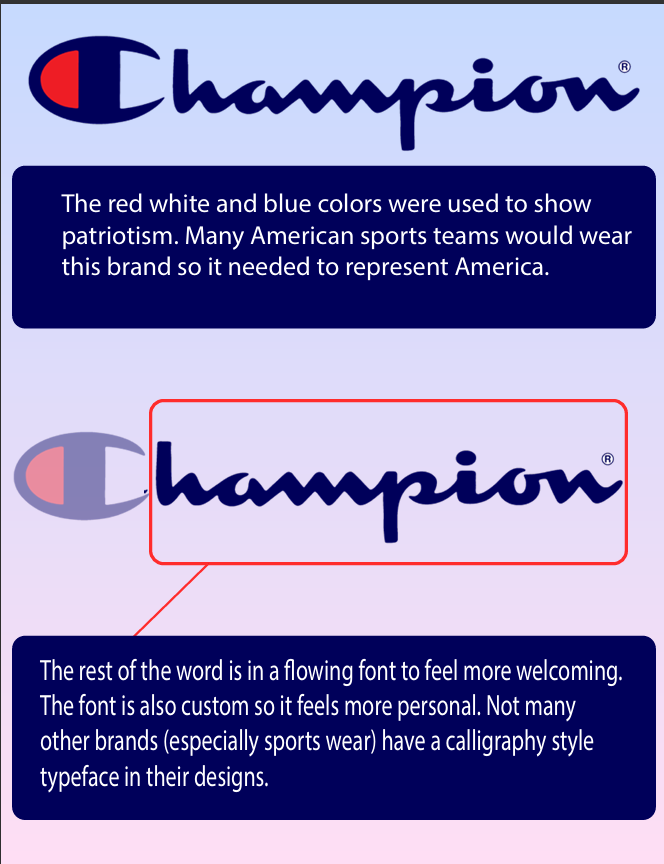 Champion®
The red white and blue colors were used to show
patriotism. Many American sports teams would wear
this brand so it needed to represent America.
Champion®
The rest of the word is in a flowing font to feel more welcoming.
The font is also custom so it feels more personal. Not many
other brands (especially sports wear) have a calligraphy style
typeface in their designs.